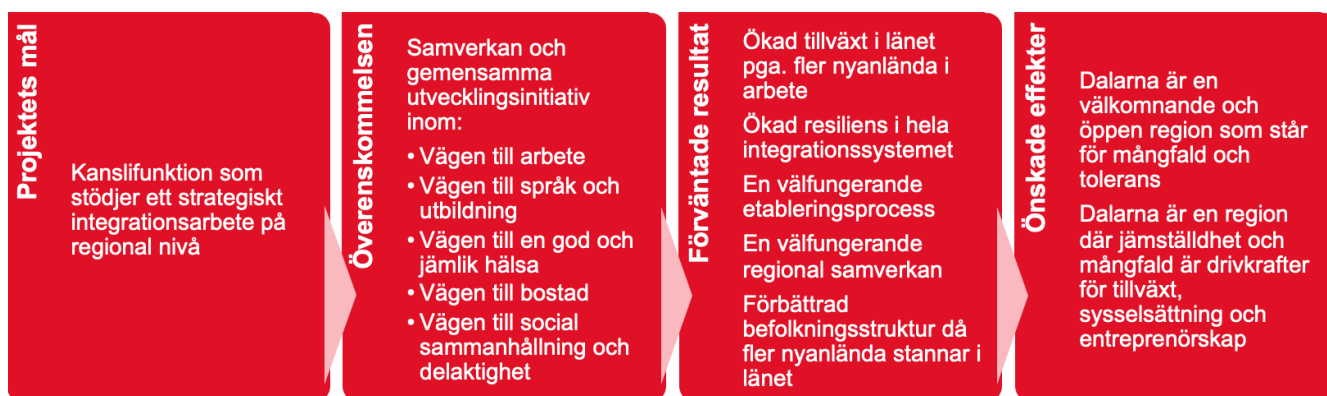 Projektets mål
Kanslifunktion som
stödjer ett strategiskt
integrationsarbete på
regional nivå
Överenskommelsen
Samverkan och
gemensamma
utvecklingsinitiativ
inom:
• Vägen till arbete
• Vägen till språk och
utbildning
• Vägen till en god och
jämlik hälsa
• Vägen till bostad
• Vägen till social
sammanhållning och
delaktighet
Förväntade resultat
Ökad tillväxt i länet
pga. fler nyanlända i
arbete
Ökad resiliens i hela
integrationssystemet
En välfungerande
etableringsprocess
En välfungerande
regional samverkan
Förbättrad
befolkningsstruktur då
fler nyanlända stannar i
länet
Önskade effekter
Dalarna är en
välkomnande och
öppen region som står
för mångfald och
tolerans
Dalarna är en region
där jämställdhet och
mångfald är drivkrafter
för tillväxt,
sysselsättning och
entreprenörskap